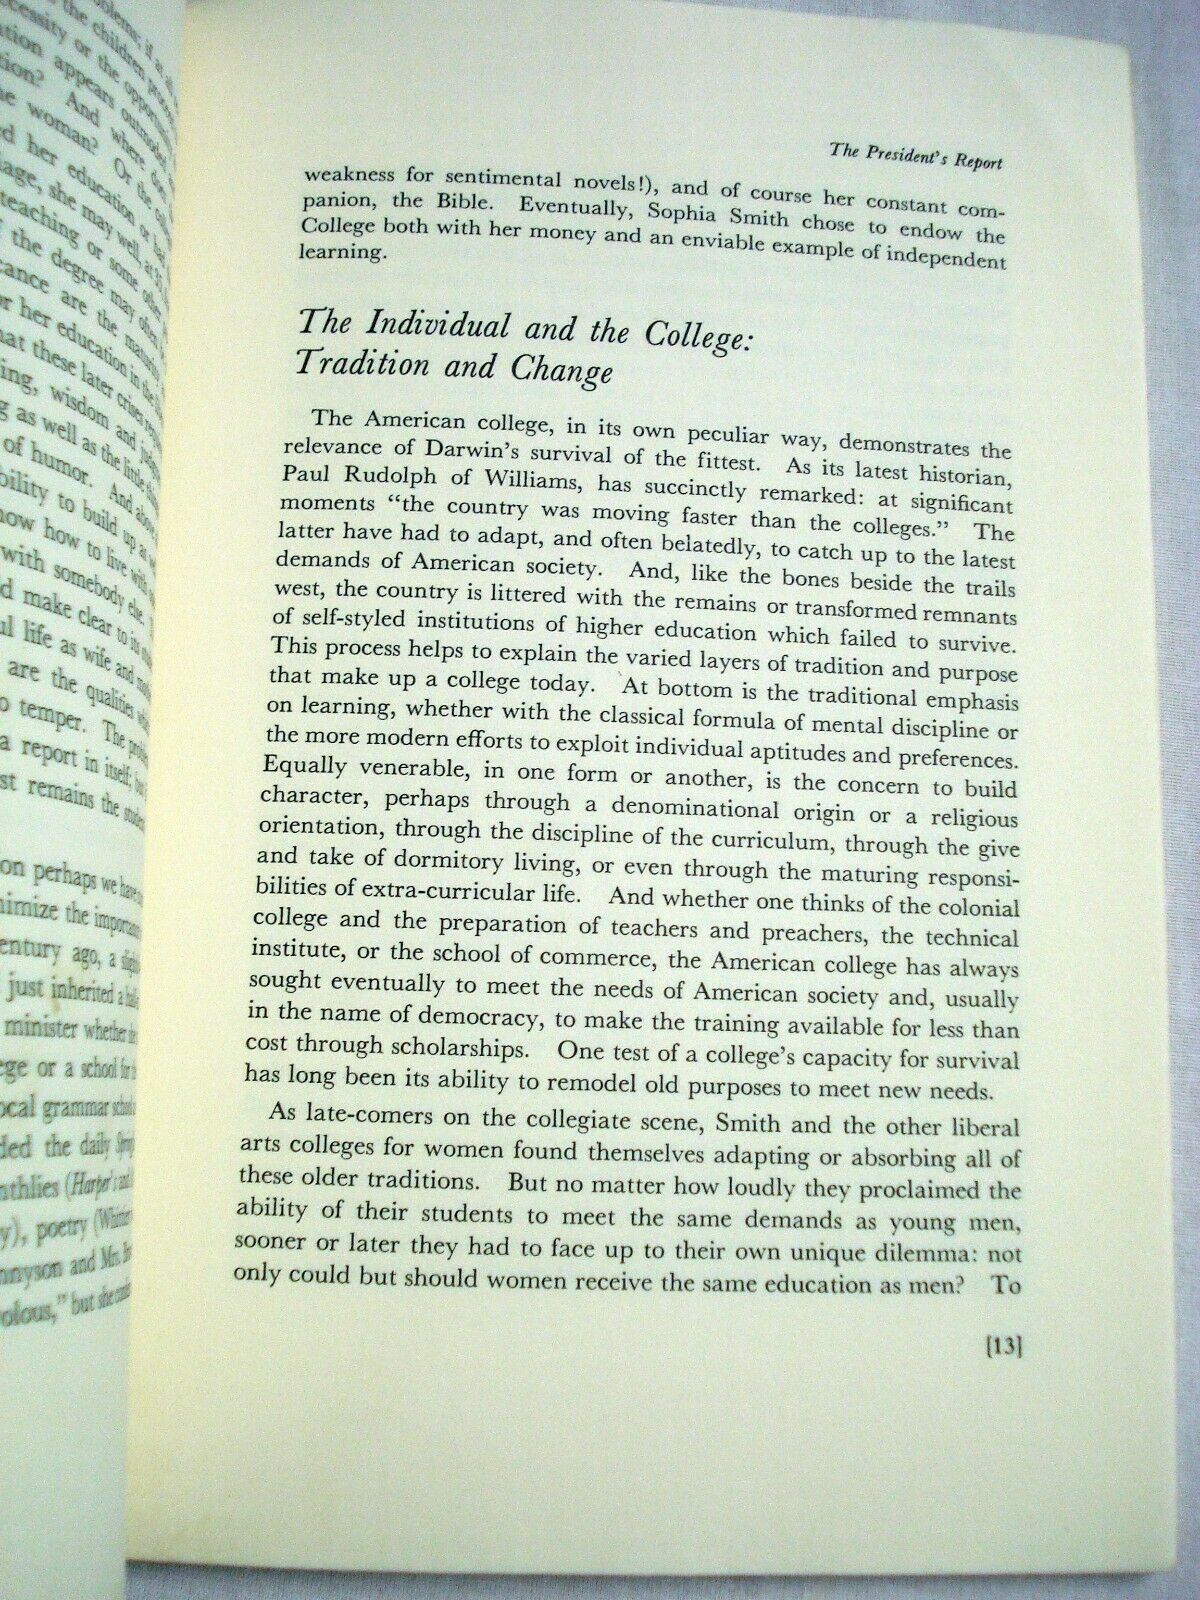 The President's Report
weakness for sentimental novels!), and of course her constant com-
panion, the Bible. Eventually, Sophia Smith chose to endow the
College both with her money and an enviable example of independent
learning.
The Individual and the College:
Tradition and Change
The American college, in its own peculiar way, demonstrates the
relevance of Darwin's survival of the fittest. As its latest historian,
Paul Rudolph of Williams, has succinctly remarked: at significant
moments "the country was moving faster than the colleges." The
latter have had to adapt, and often belatedly, to catch up to the latest
demands of American society. And, like the bones beside the trails
west, the country is littered with the remains or transformed remnants
of self-styled institutions of higher education which failed to survive.
This process helps to explain the varied layers of tradition and purpose
that make up a college today. At bottom is the traditional emphasis
on learning, whether with the classical formula of mental discipline or
the more modern efforts to exploit individual aptitudes and preferences.
Equally venerable, in one form or another, is the concern to build
character, perhaps through a denominational origin or a religious
orientation, through the discipline of the curriculum, through the give
and take of dormitory living, or even through the maturing responsi-
bilities of extra-curricular life. And whether one thinks of the colonial
college and the preparation of teachers and preachers, the technical
institute, or the school of commerce, the American college has always
sought eventually to meet the needs of American society and, usually
in the name of democracy, to make the training available for less than
cost through scholarships. One test of a college's capacity for survival
has long been its ability to remodel old purposes to meet new needs.
As late-comers on the collegiate scene, Smith and the other liberal
arts colleges for women found themselves adapting or absorbing all of
these older traditions. But no matter how loudly they proclaimed the
ability of their students to meet the same demands as young men,
sooner or later they had to face up to their own unique dilemma: not
only could but should women receive the same education as men? To
[13]